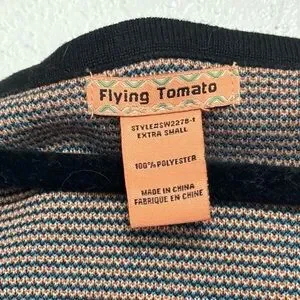 Flying Tomato
STYLE#SW2278-1
EXTRA SMALL
100% POLYESTER
MADE IN CHINA
FABRIQUE EN CHINE